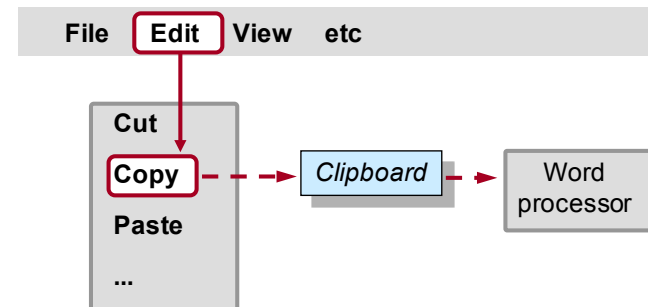 File Edit View etc
Cut
Copy
Clipboard
Word
processor
Paste
...